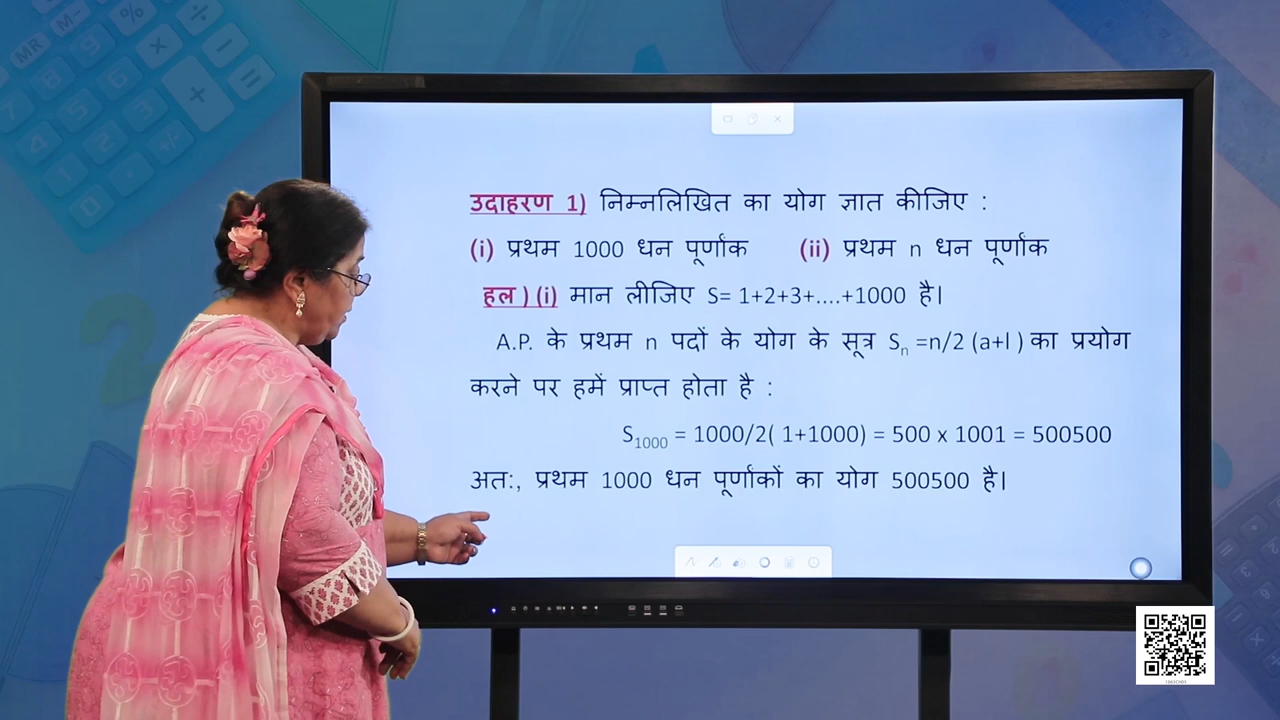 उदाहरण 1) निम्नलिखित का योग ज्ञात कीजिए :
(i) प्रथम 1000 धन पूर्णांक (ii) प्रथम n धन पूर्णांक
हल ) (i) मान लीजिए S= 1+2+3+....+1000 है।
A.P. के प्रथम n पदों के योग के सूत्र Sn =n/2 (a+l ) का प्रयोग
करने पर हमें प्राप्त होता है :
S1000 = 1000/2( 1+1000) = 500 x 1001 = 500500
अत:, प्रथम 1000 धन पूर्णांकों का योग 500500 है।